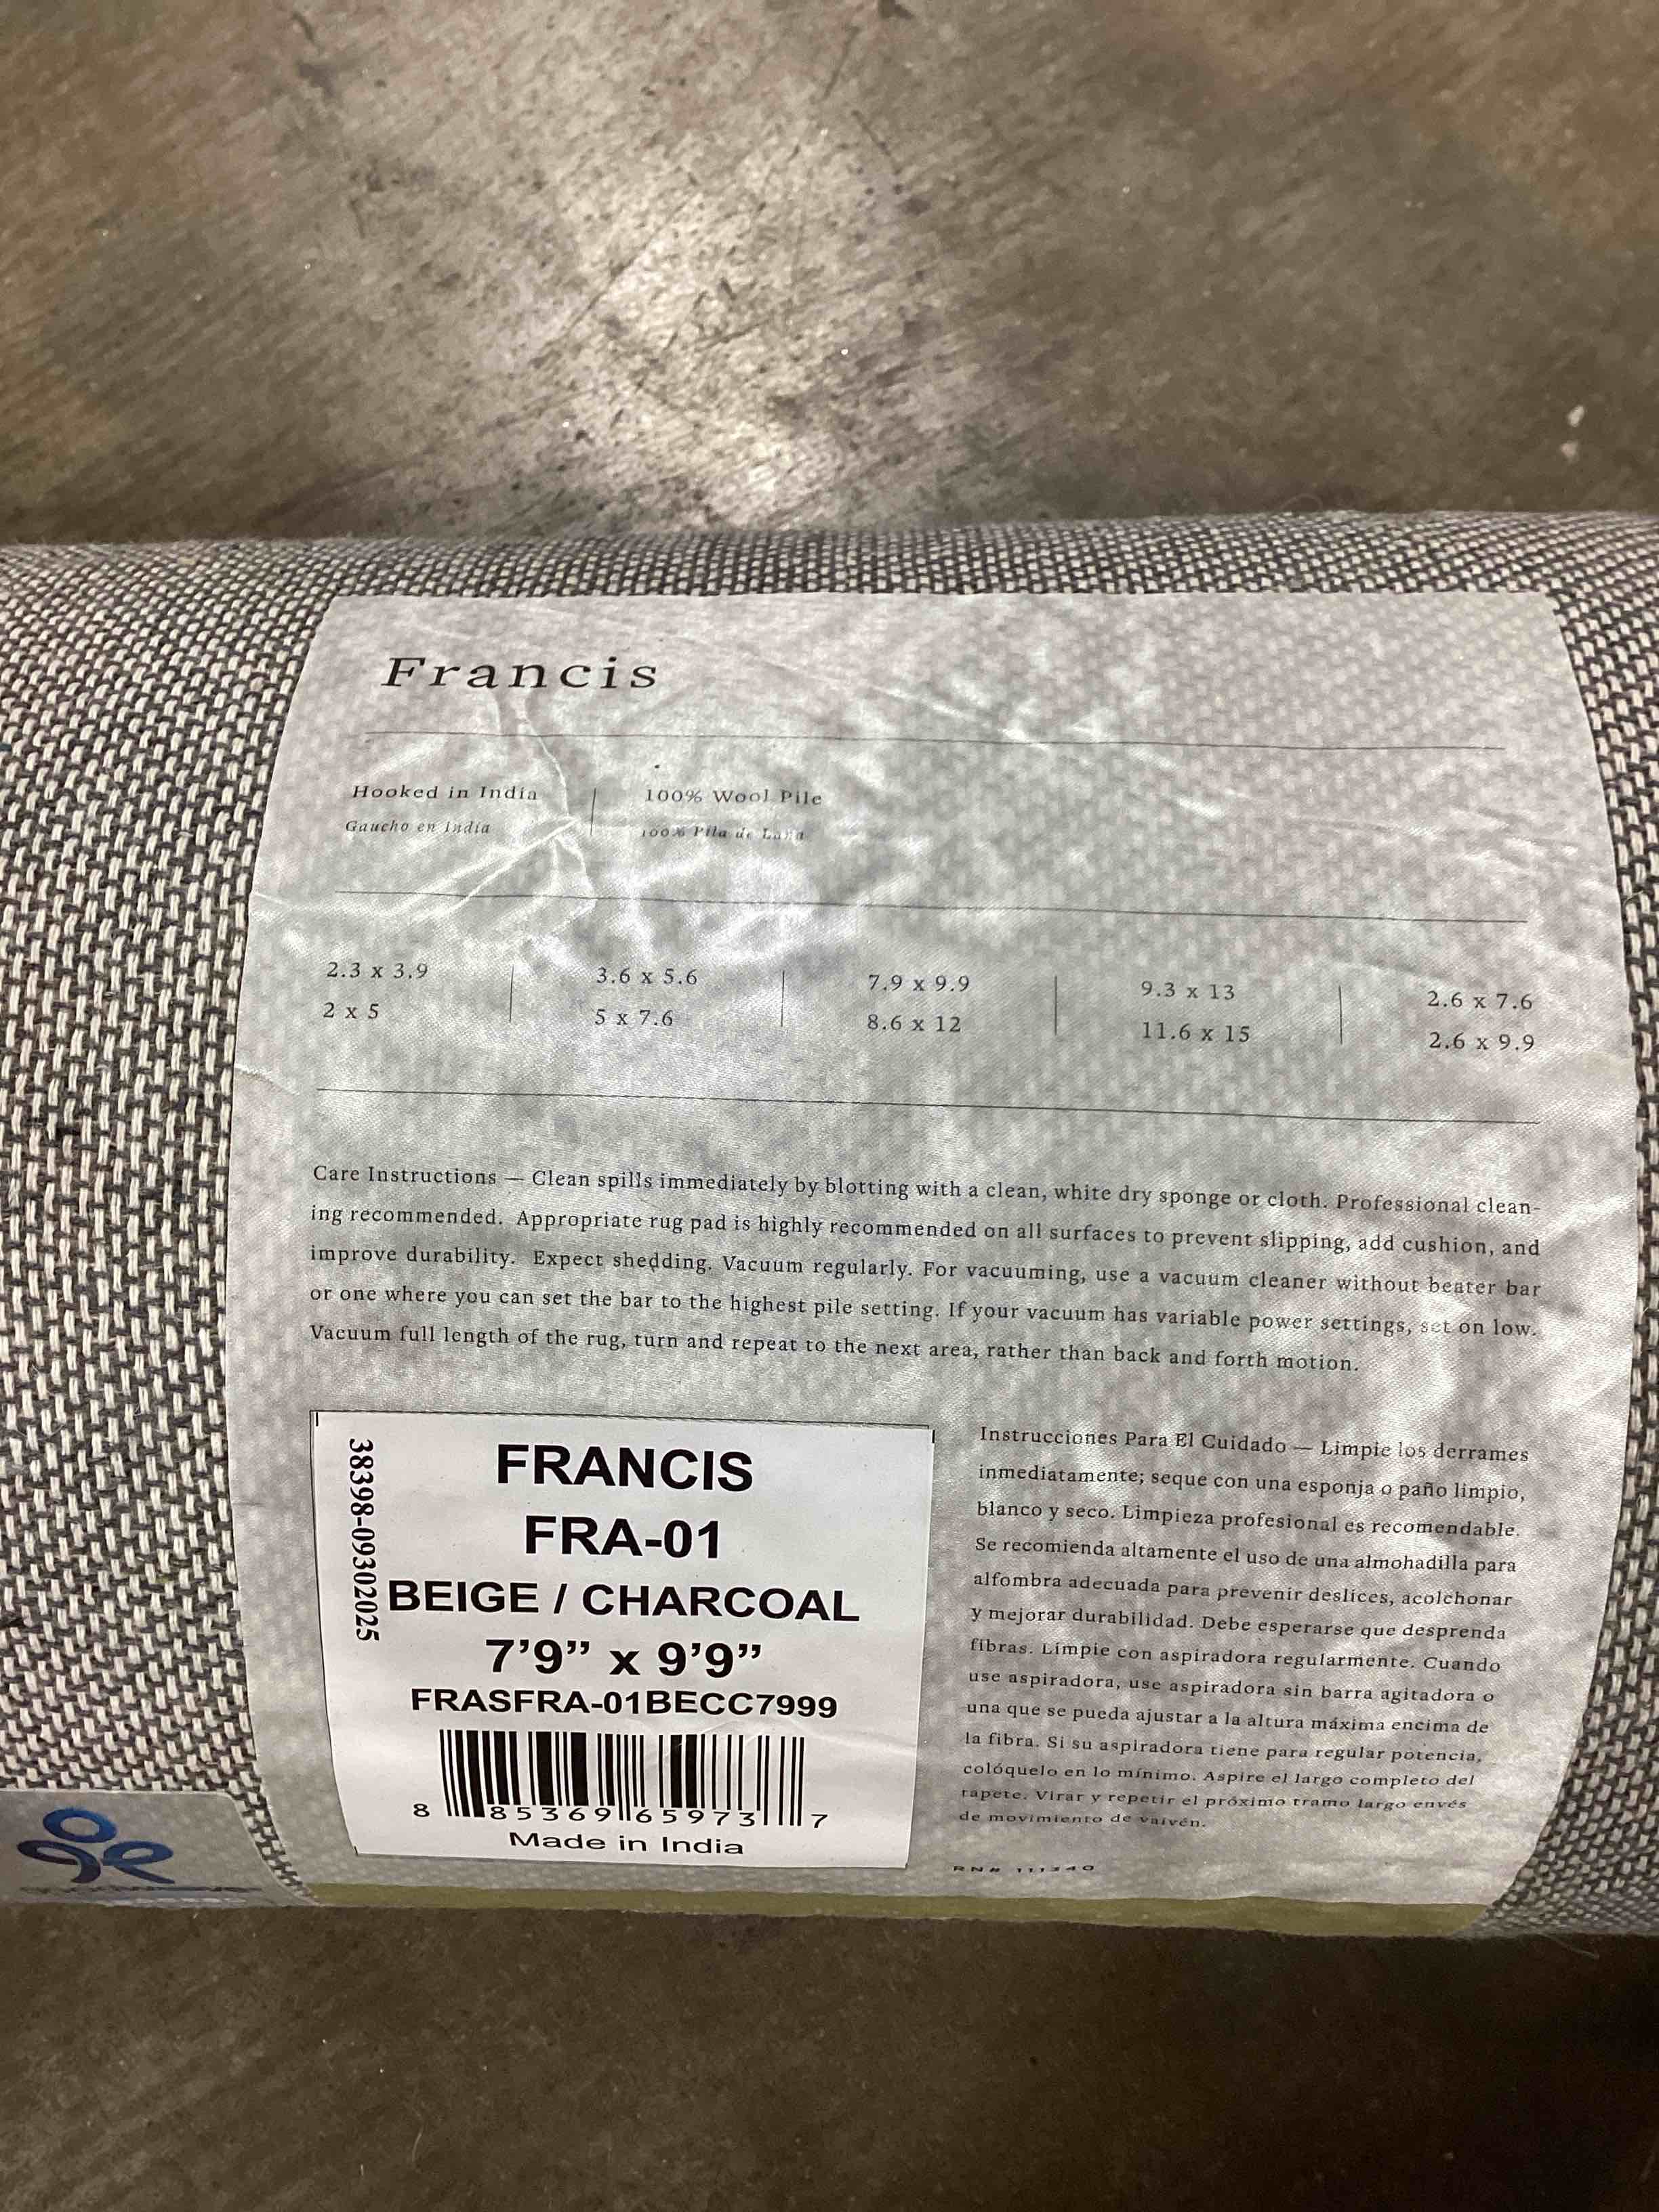 Francis
Hooked in India
Gaucho en India
100% Wool Pile
100% Pila de Lana
2.3 x 3.9
2 x 5
3.6 x 5.6
5 x 7.6
7.9 x 9.9
8.6 x 12
9.3 x 13
11.6 x 15
2.6 x 7.6
2.6 x 9.9
Care Instructions — Clean spills immediately by blotting with a clean, white dry sponge or cloth. Professional clean-
ing recommended. Appropriate rug pad is highly recommended on all surfaces to prevent slipping, add cushion, and
improve durability. Expect shedding. Vacuum regularly. For vacuuming, use a vacuum cleaner without beater bar
or one where you can set the bar to the highest pile setting. If your vacuum has variable power settings, set on low.
Vacuum full length of the rug, turn and repeat to the next area, rather than back and forth motion.
38398-09302025
FRANCIS
FRA-01
BEIGE / CHARCOAL
7’9” x 9’9”
FRASFRA-01BECC7999
8 85369 65973 7
Made in India
Instrucciones Para El Cuidado — Limpie los derrames
inmediatamente; seque con una esponja o paño limpio,
blanco y seco. Limpieza profesional es recomendable.
Se recomienda altamente el uso de una almohadilla para
alfombra adecuada para prevenir deslices, acolchonar
y mejorar durabilidad. Debe esperarse que desprenda
fibras. Limpie con aspiradora regularmente. Cuando
use aspiradora, use aspiradora sin barra agitadora o
una que se pueda ajustar a la altura máxima encima de
la fibra. Si su aspiradora tiene para regular potencia,
colóquelo en lo mínimo. Aspire el largo completo del
tapete. Virar y repetir el próximo tramo largo envés
de movimiento de vaivén.
RN# 111340